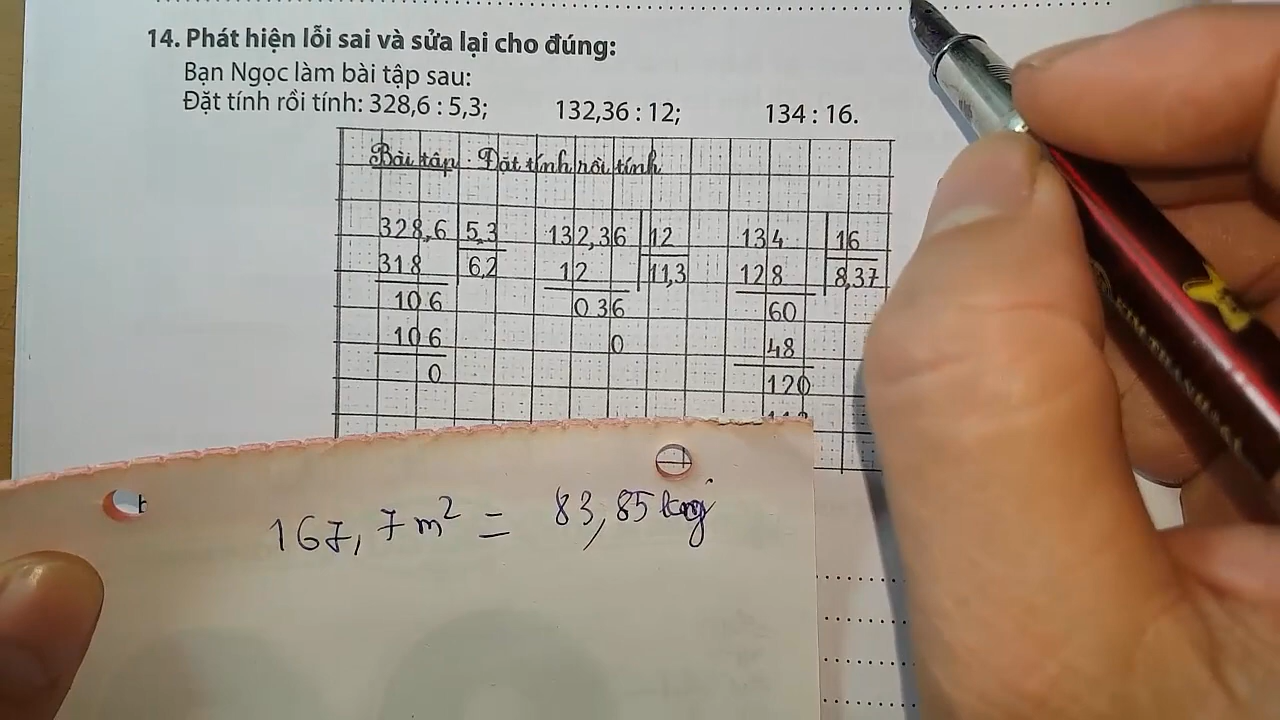 14. Phát hiện lỗi sai và sửa lại cho đúng:
Bạn Ngọc làm bài tập sau:
Đặt tính rồi tính: 328,6 : 5,3; 132,36 : 12; 134 : 16.
Bài tập: Đặt tính rồi tính
328,6 5,3 132,36 12 134 16
318 6,2 12 11,3 128 8,37
106 036 60
106 0 48
0 120
167,7 m² = 83,85 kg